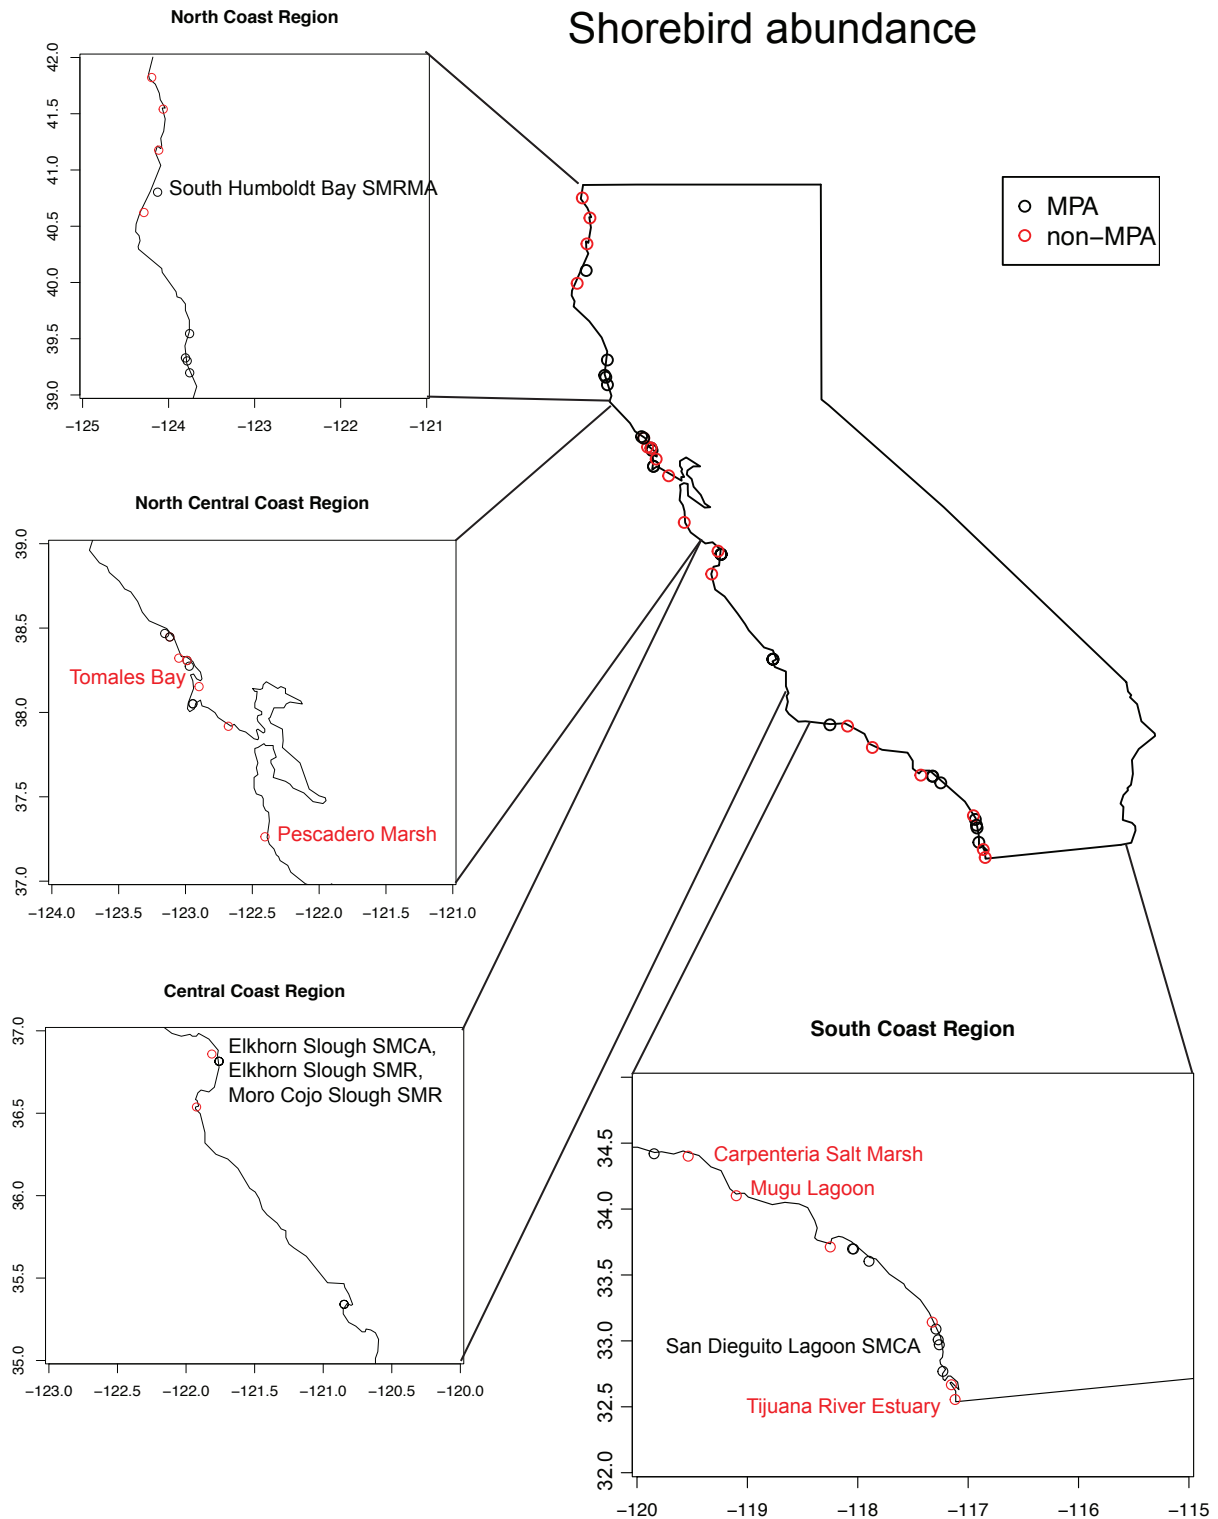 Shorebird abundance
North Coast Region
42.0
41.5
41.0
40.5
40.0
39.5
39.0
South Humboldt Bay SMRMA
−125
−124
−123
−122
−121
MPA
non−MPA
North Central Coast Region
39.0
38.5
38.0
37.5
37.0
Tomales Bay
Pescadero Marsh
−124.0
−123.5
−123.0
−122.5
−122.0
−121.5
−121.0
Central Coast Region
37.0
36.5
36.0
35.5
35.0
Elkhorn Slough SMCA,
Elkhorn Slough SMR,
Moro Cojo Slough SMR
−123.0
−122.5
−122.0
−121.5
−121.0
−120.5
−120.0
South Coast Region
34.5
34.0
33.5
33.0
32.5
32.0
Carpenteria Salt Marsh
Mugu Lagoon
San Dieguito Lagoon SMCA
Tijuana River Estuary
−120
−119
−118
−117
−116
−115